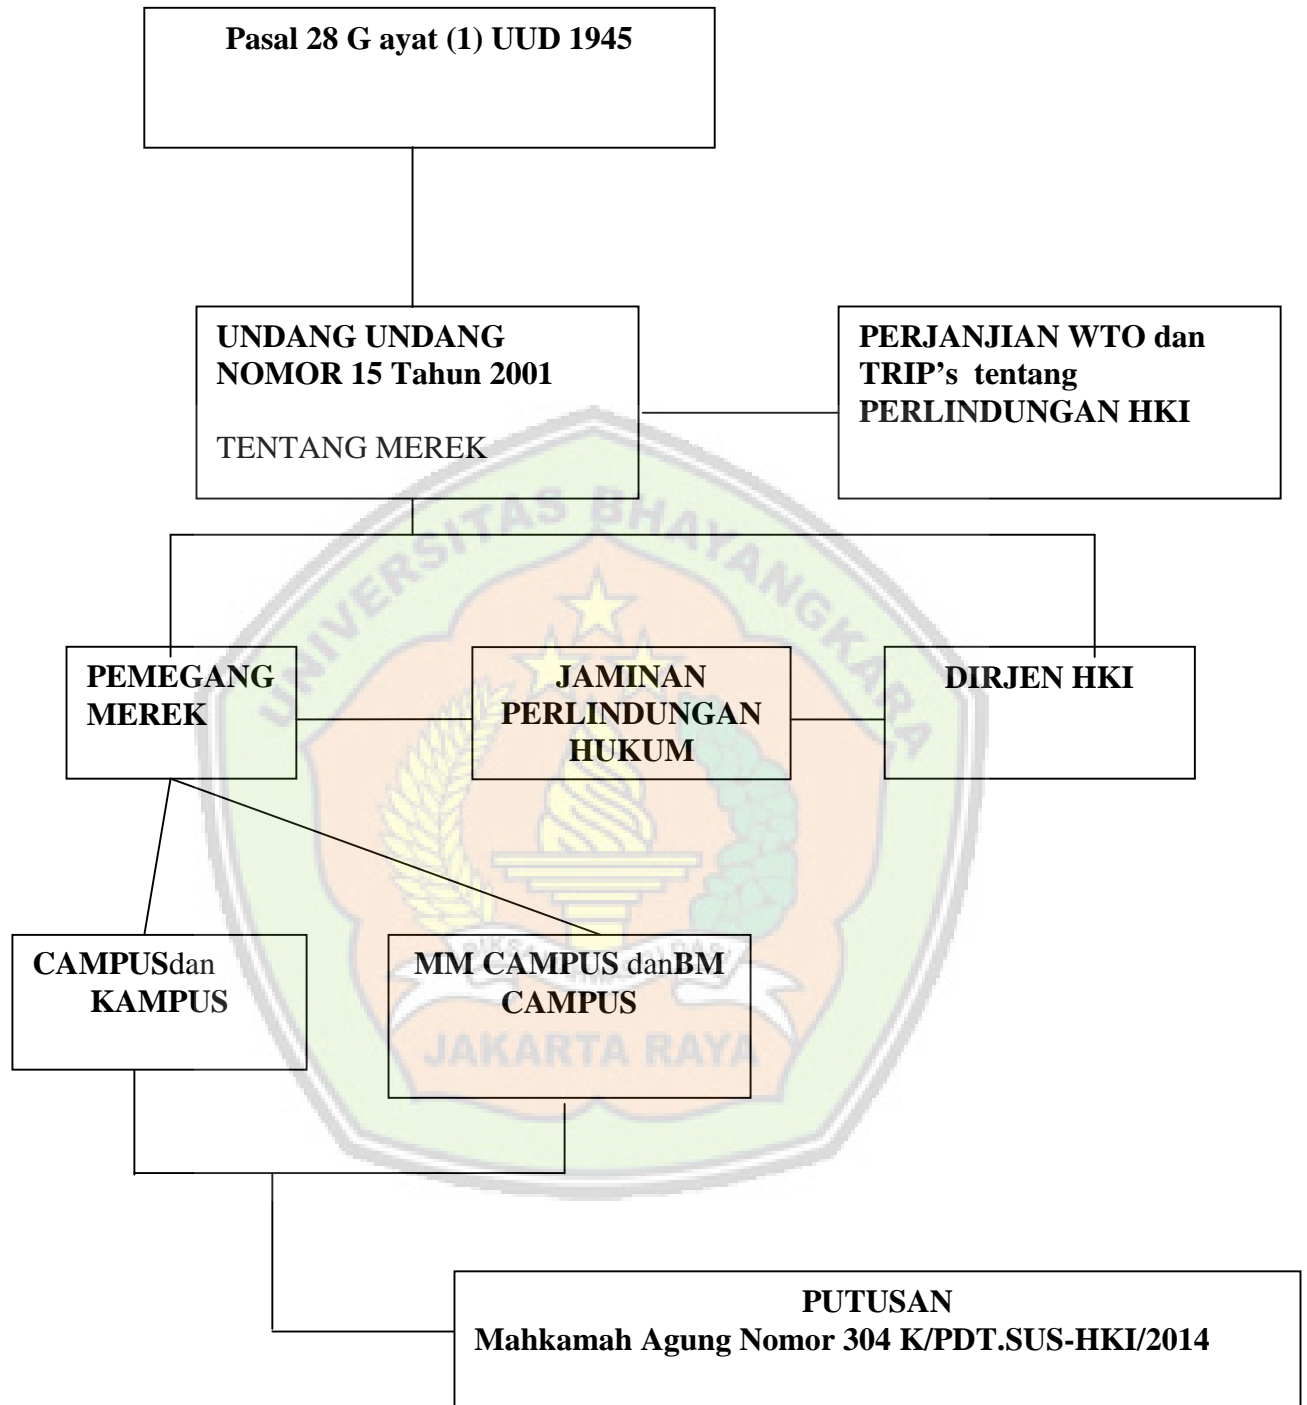 Pasal 28 G ayat (1) UUD 1945
UNDANG UNDANG
NOMOR 15 Tahun 2001
TENTANG MEREK
PERJANJIAN WTO dan
TRIP's tentang
PERLINDUNGAN HKI
UNIVERSITAS BHAYANGKARA
PEMEGANG
MEREK
JAMINAN
PERLINDUNGAN
HUKUM
DIRJEN HKI
CAMPUSdan
KAMPUS
MM CAMPUS danBM
CAMPUS
JAKARTA RAYA
PUTUSAN
Mahkamah Agung Nomor 304 K/PDT.SUS-HKI/2014